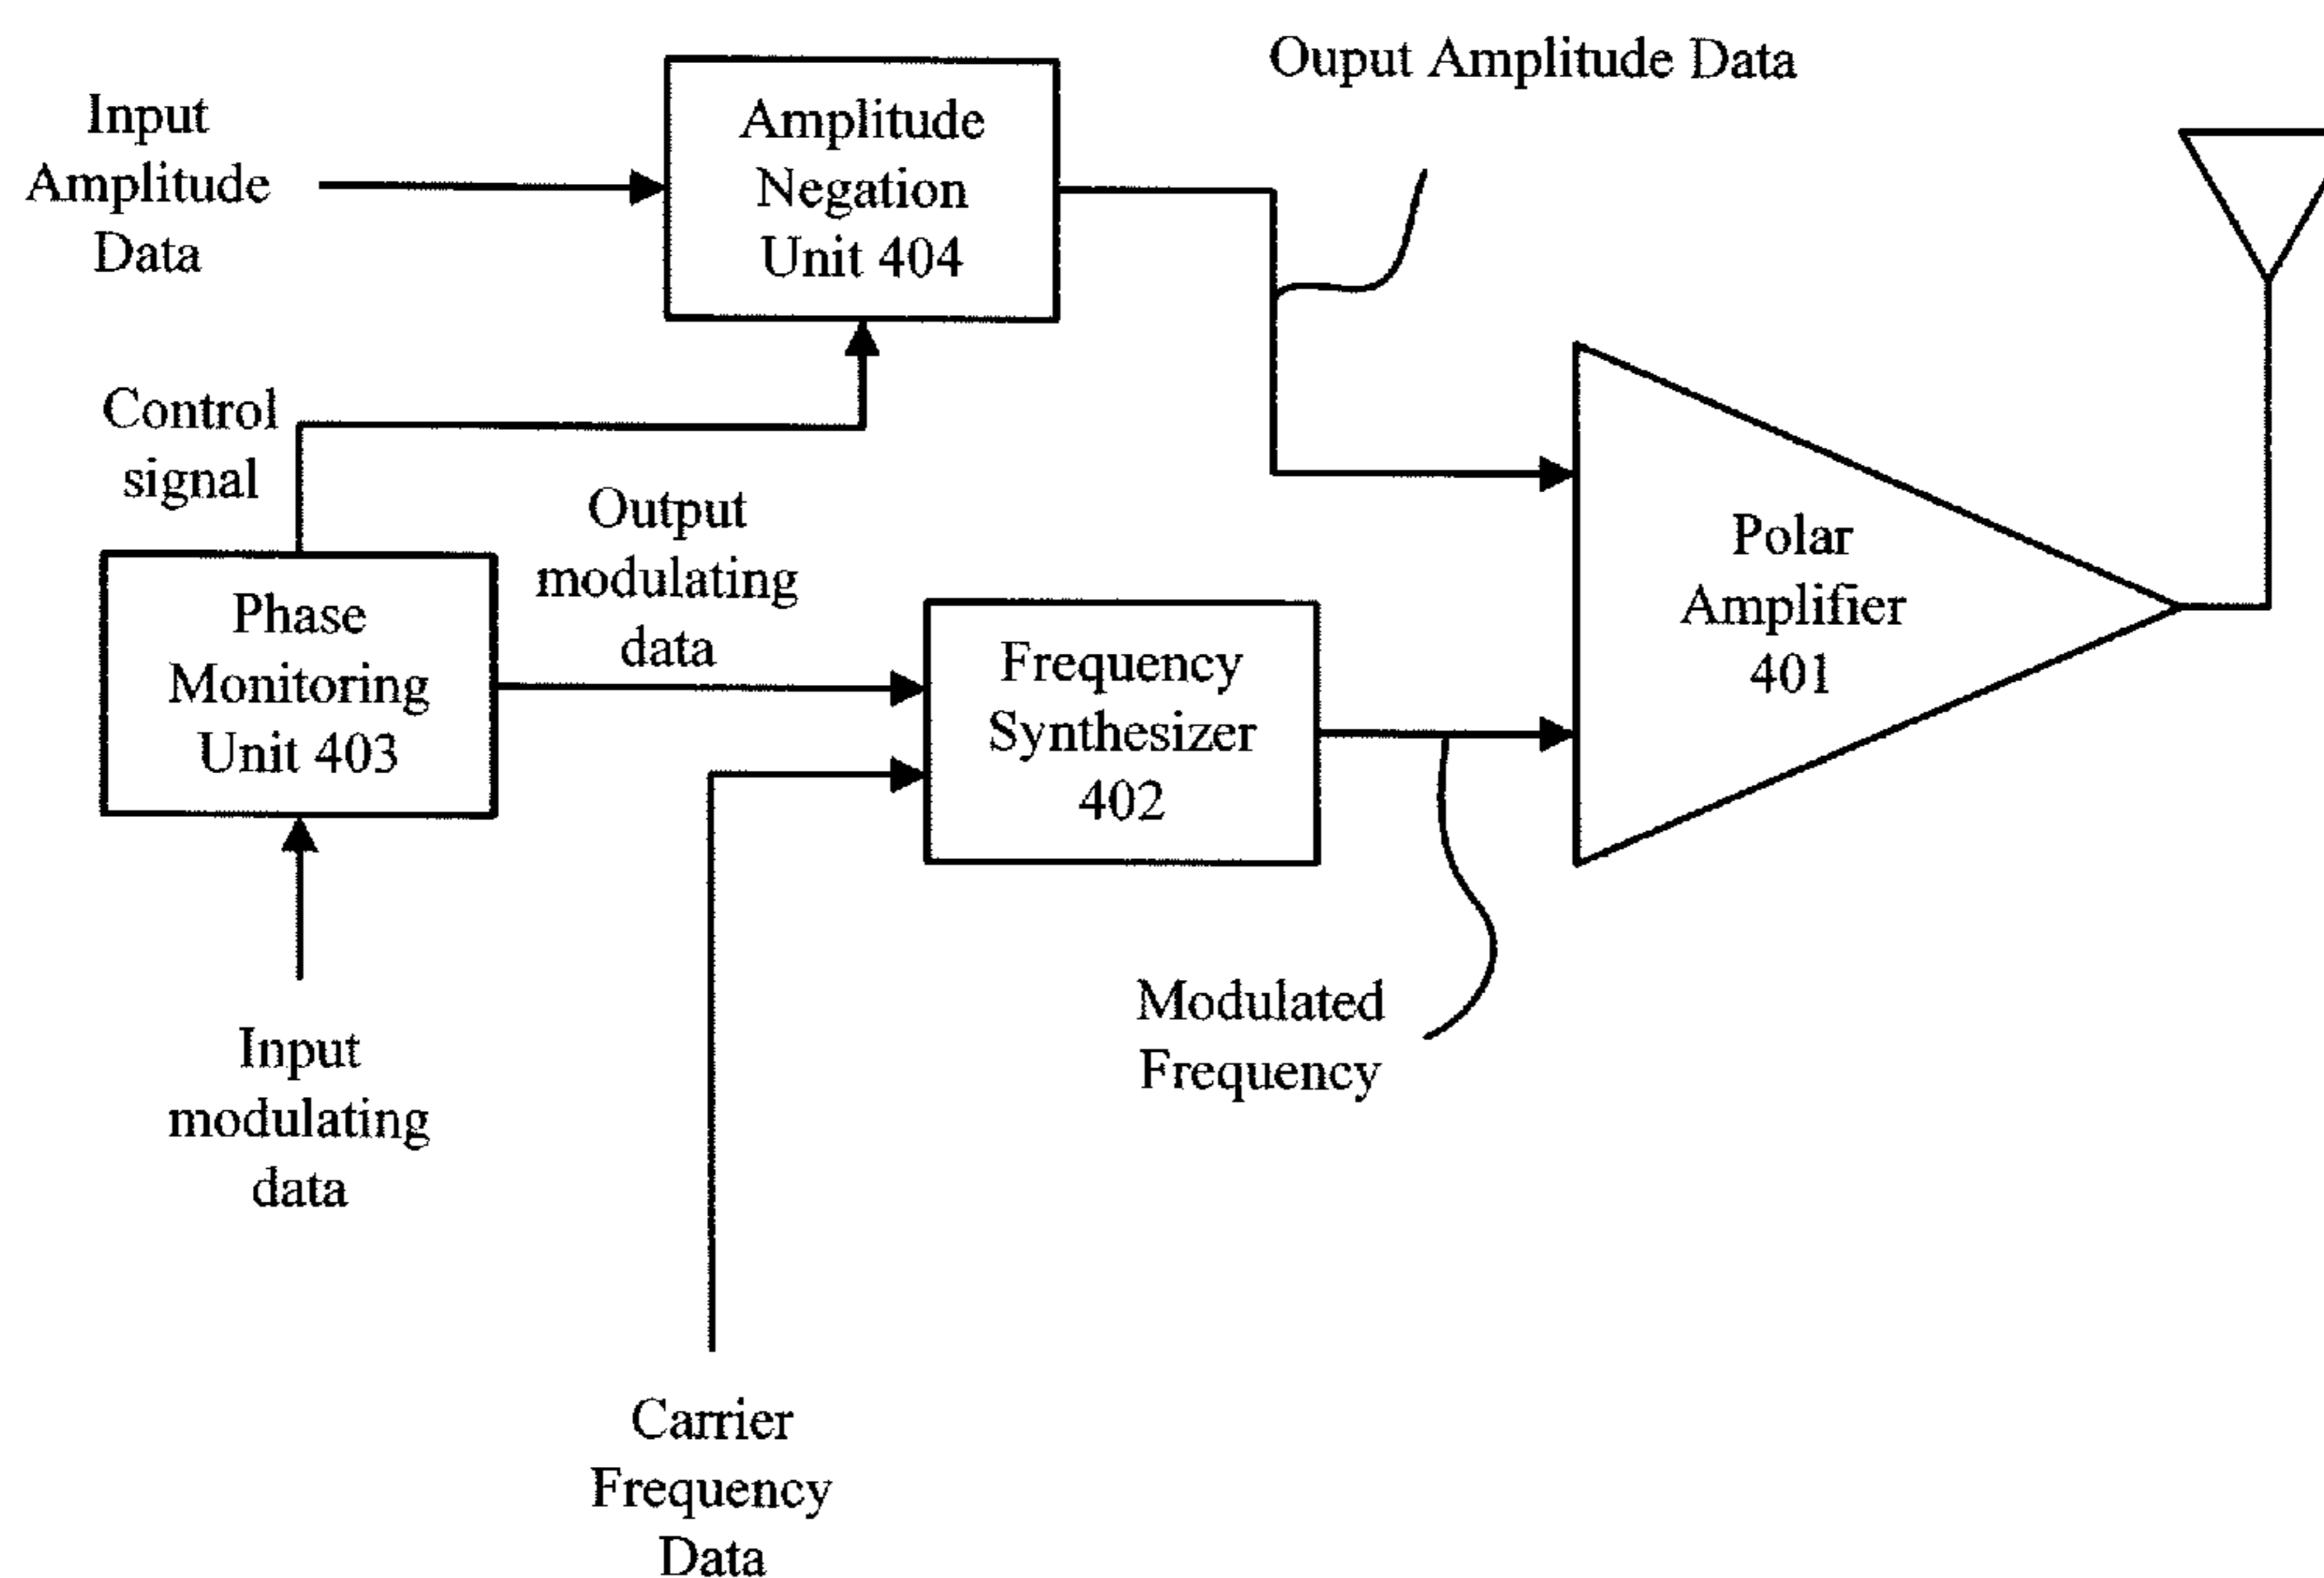 Input
Amplitude
Data
Amplitude
Negation
Unit 404
Ouput Amplitude Data
Control
signal
Output
modulating
data
Phase
Monitoring
Unit 403
Frequency
Synthesizer
402
Polar
Amplifier
401
Input
modulating
data
Modulated
Frequency
Carrier
Frequency
Data